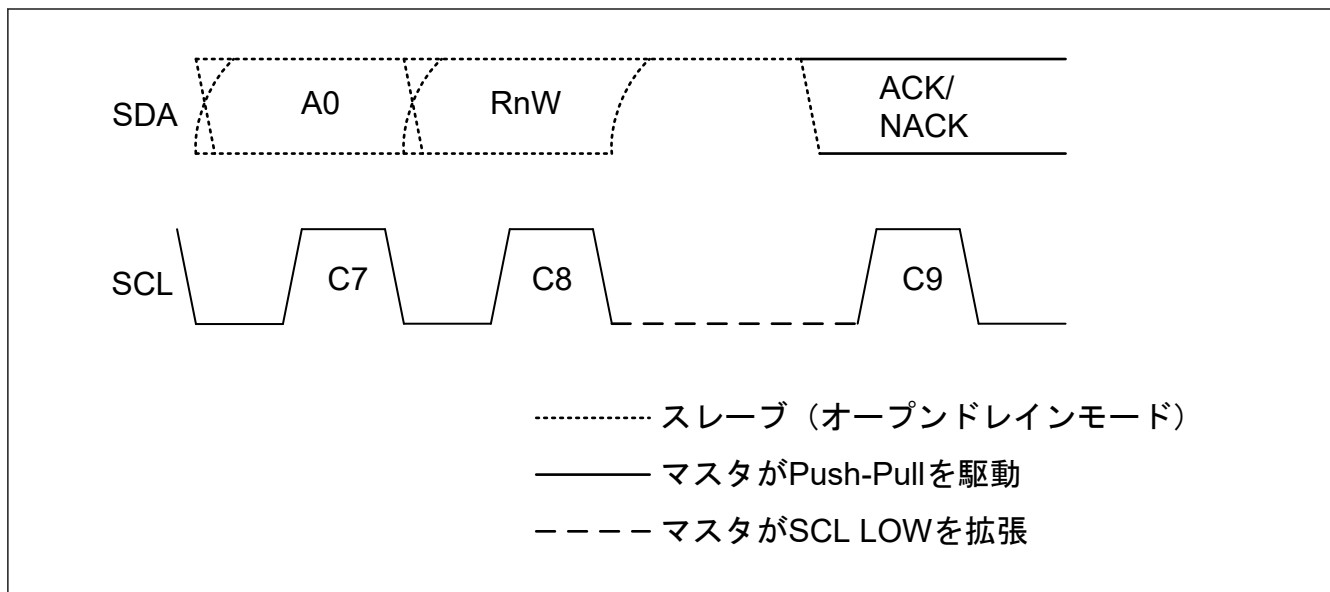 SDA
A0
RnW
ACK/
NACK
SCL
C7
C8
C9
スレーブ（オープンドレインモード）
マスタがPush-Pullを駆動
マスタがSCL LOWを拡張